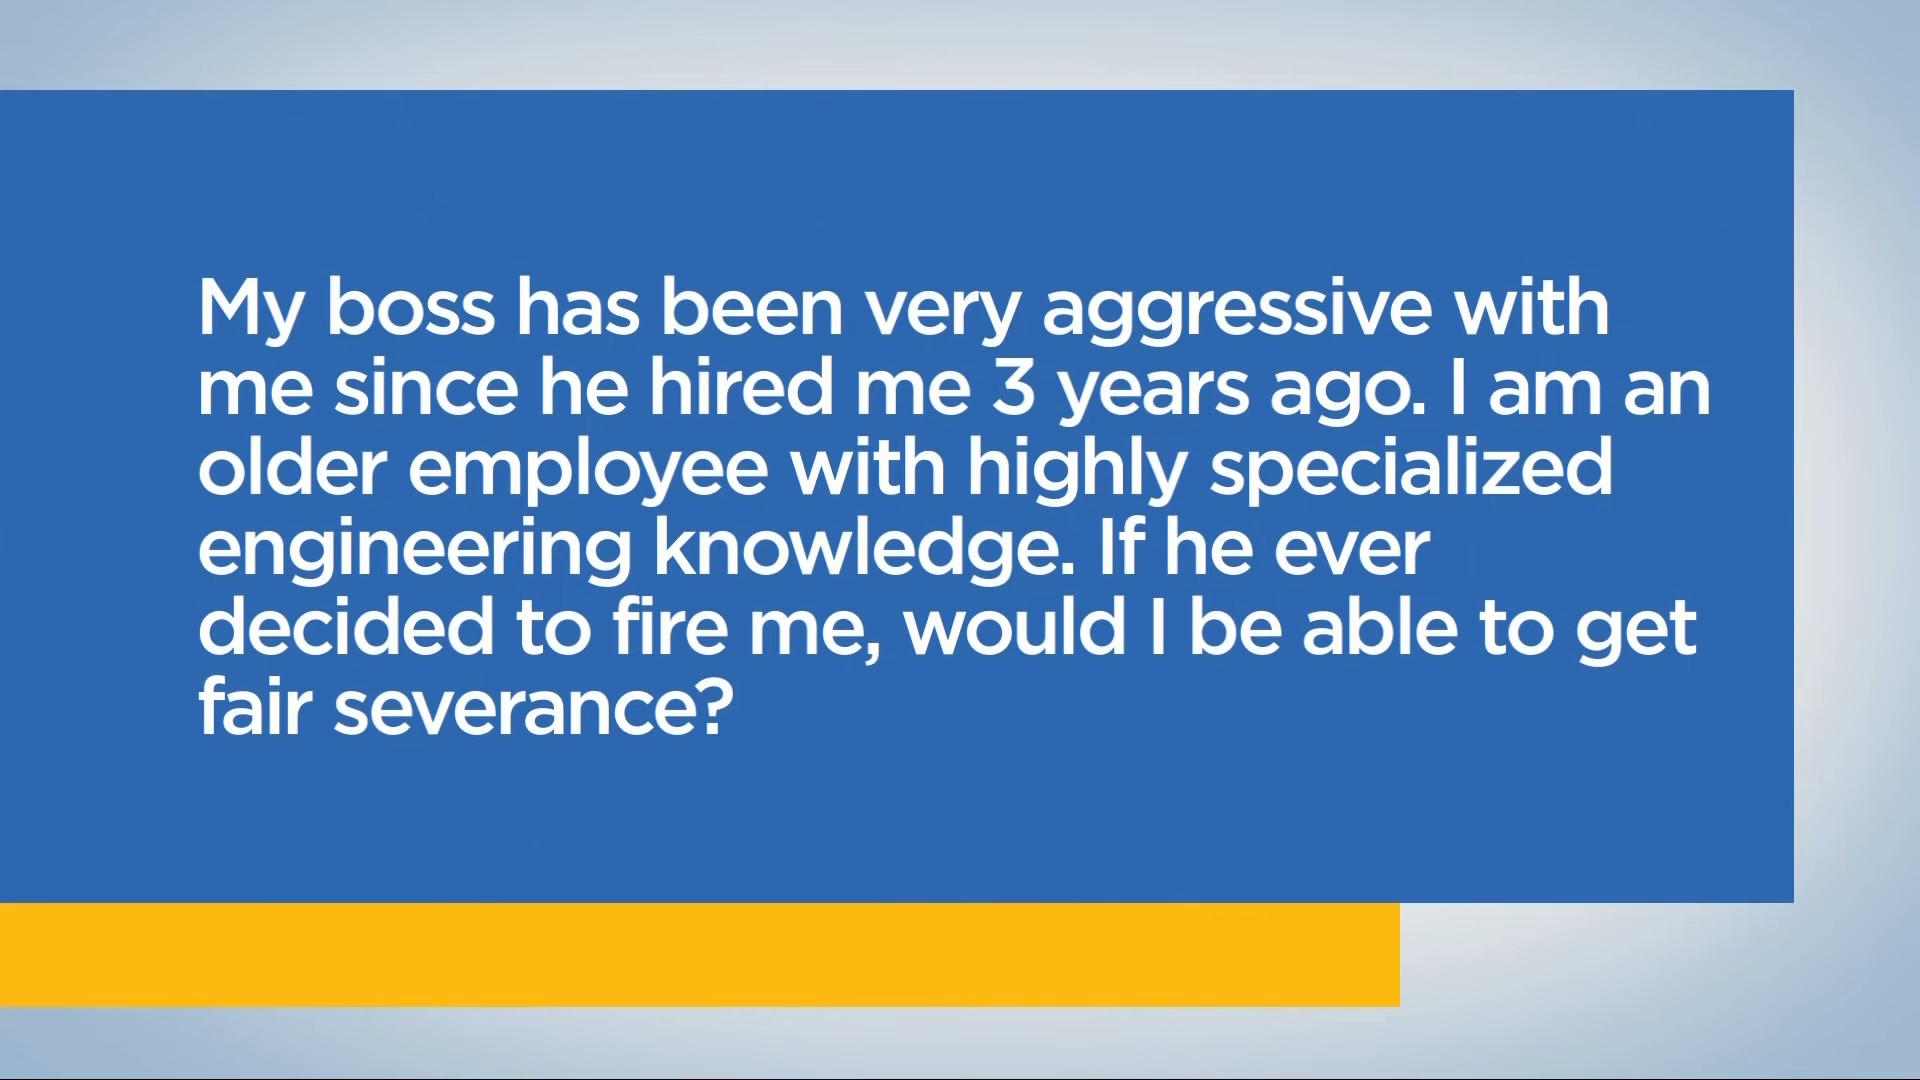 My boss has been very aggressive with
me since he hired me 3 years ago. I am an
older employee with highly specialized
engineering knowledge. If he ever
decided to fire me, would I be able to get
fair severance?